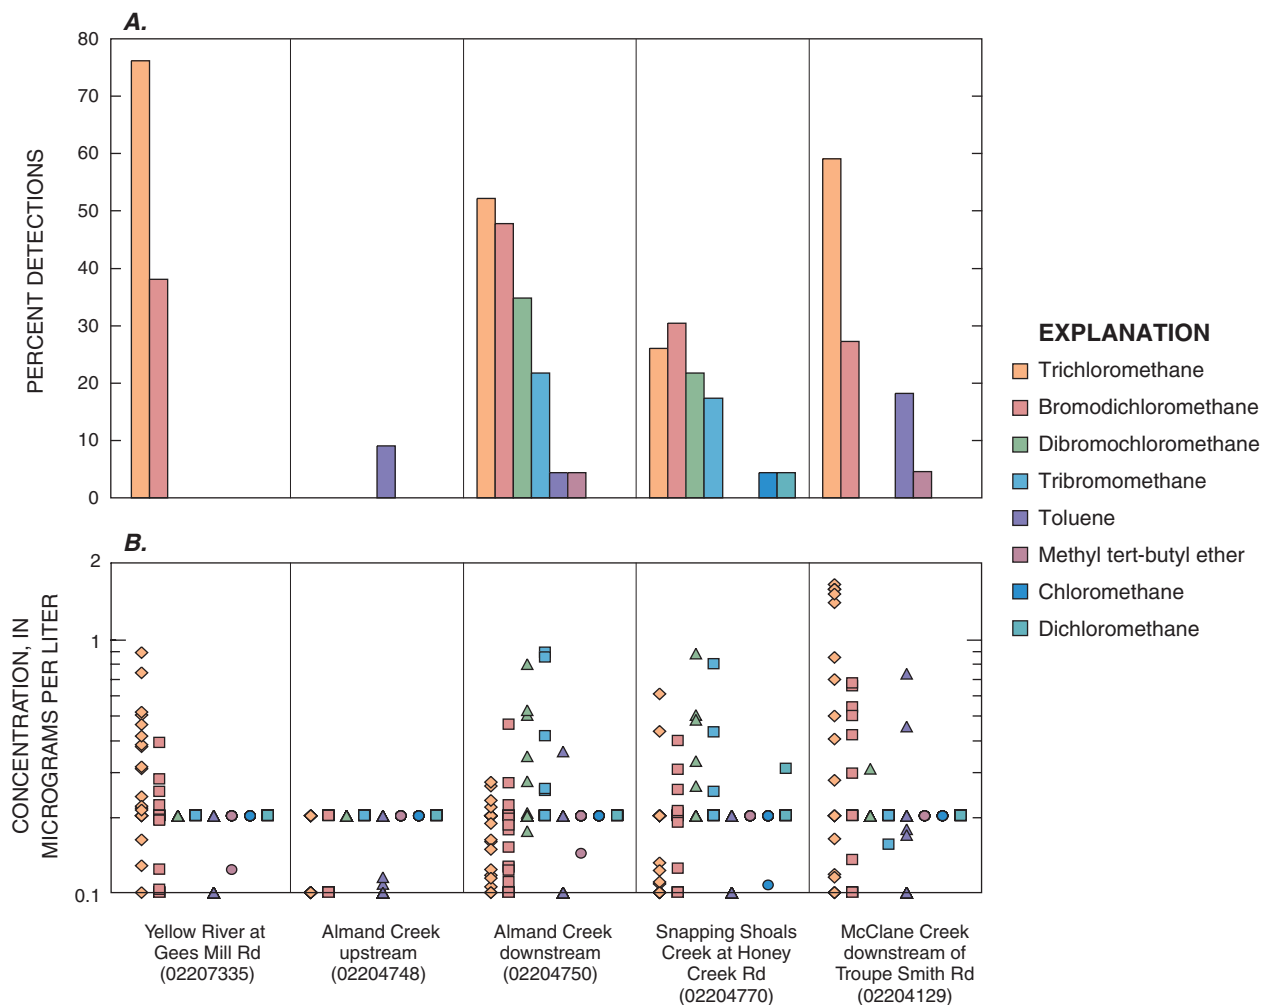 A.
80
70
60
50
40
30
20
10
0
PERCENT DETECTIONS
B.
2
1
0.1
CONCENTRATION, IN
MICROGRAMS PER LITER
Yellow River at
Gees Mill Rd
(02207335)
Almand Creek
upstream
(02204748)
Almand Creek
downstream
(02204750)
Snapping Shoals
Creek at Honey
Creek Rd
(02204770)
McClane Creek
downstream of
Troupe Smith Rd
(02204129)
EXPLANATION
Trichloromethane
Bromodichloromethane
Dibromochloromethane
Tribromomethane
Toluene
Methyl tert-butyl ether
Chloromethane
Dichloromethane